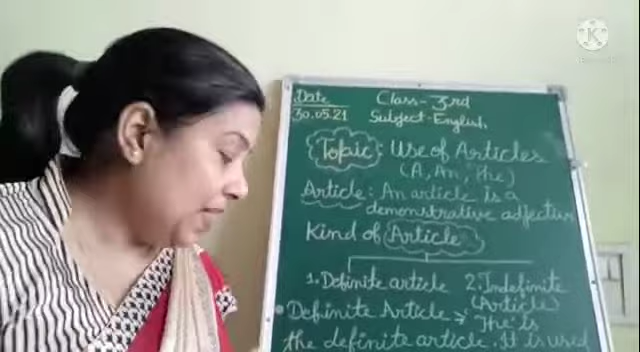 Date
30.05.21
Class-3rd
Subject-English.
Topaic: Use of Articles
(A, An, The)
Article: An article is a
demonstrative adjective
Kind of Article
1. Definite article 2. Indefinite
(Article)
Definite Article The is
the definite article. It is used
K